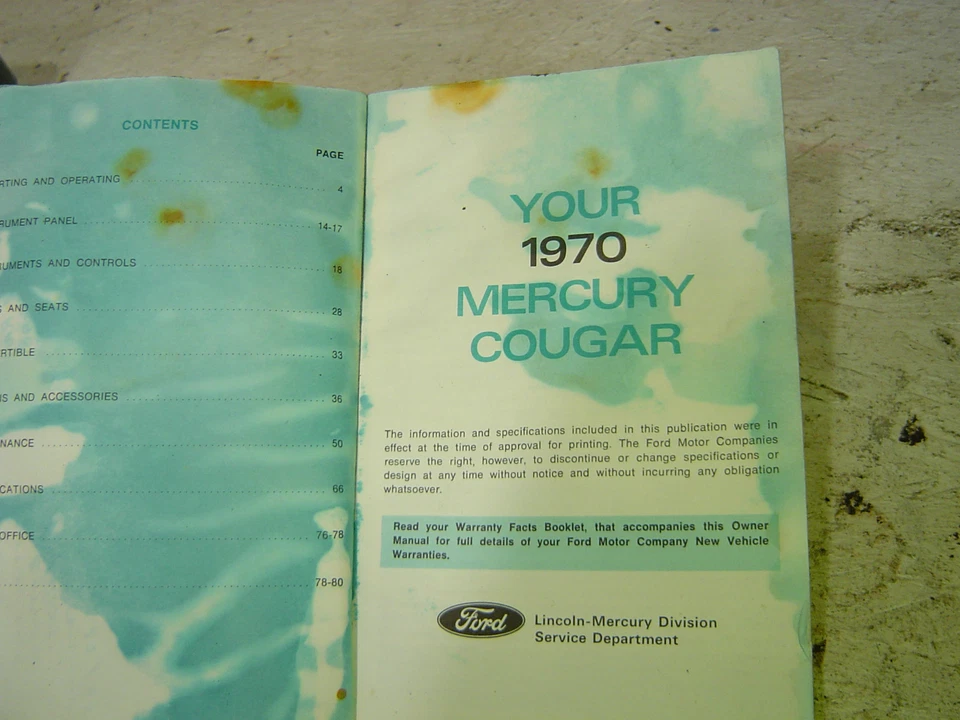 CONTENTS
PAGE
RTING AND OPERATING ........ 4
RUMENT PANEL ........ 14-17
UMENTS AND CONTROLS ........ 18
S AND SEATS ........ 28
RTIBLE ........ 33
NS AND ACCESSORIES ........ 36
NANCE ........ 50
CATIONS ........ 66
OFFICE ........ 76-78
........ 78-80
YOUR
1970
MERCURY
COUGAR
The information and specifications included in this publication were in
effect at the time of approval for printing. The Ford Motor Companies
reserve the right, however, to discontinue or change specifications or
design at any time without notice and without incurring any obligation
whatsoever.
Read your Warranty Facts Booklet, that accompanies this Owner
Manual for full details of your Ford Motor Company New Vehicle
Warranties.
Ford
Lincoln-Mercury Division
Service Department